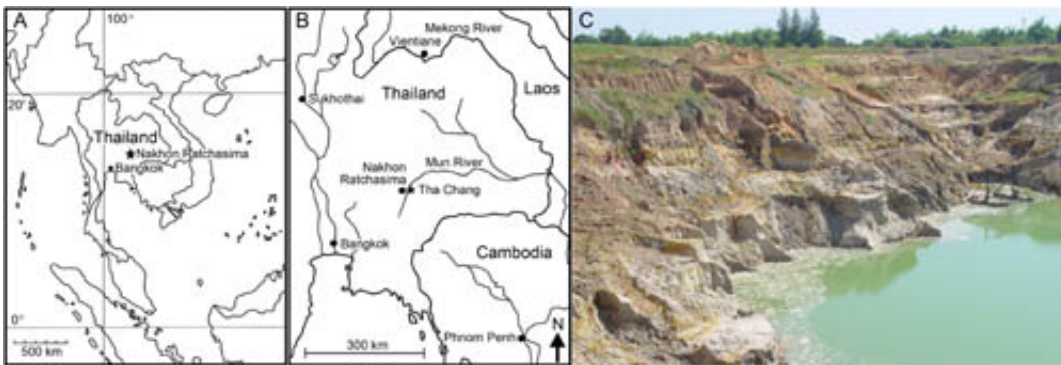 A
100°
20°
Thailand
Nakhon Ratchasima
Bangkok
0°
500 km
B
Mekong River
Vientiane
Sukhothai
Thailand
Laos
Nakhon
Ratchasima
Mun River
Tha Chang
Bangkok
Cambodia
Phnom Penh
N
300 km
C